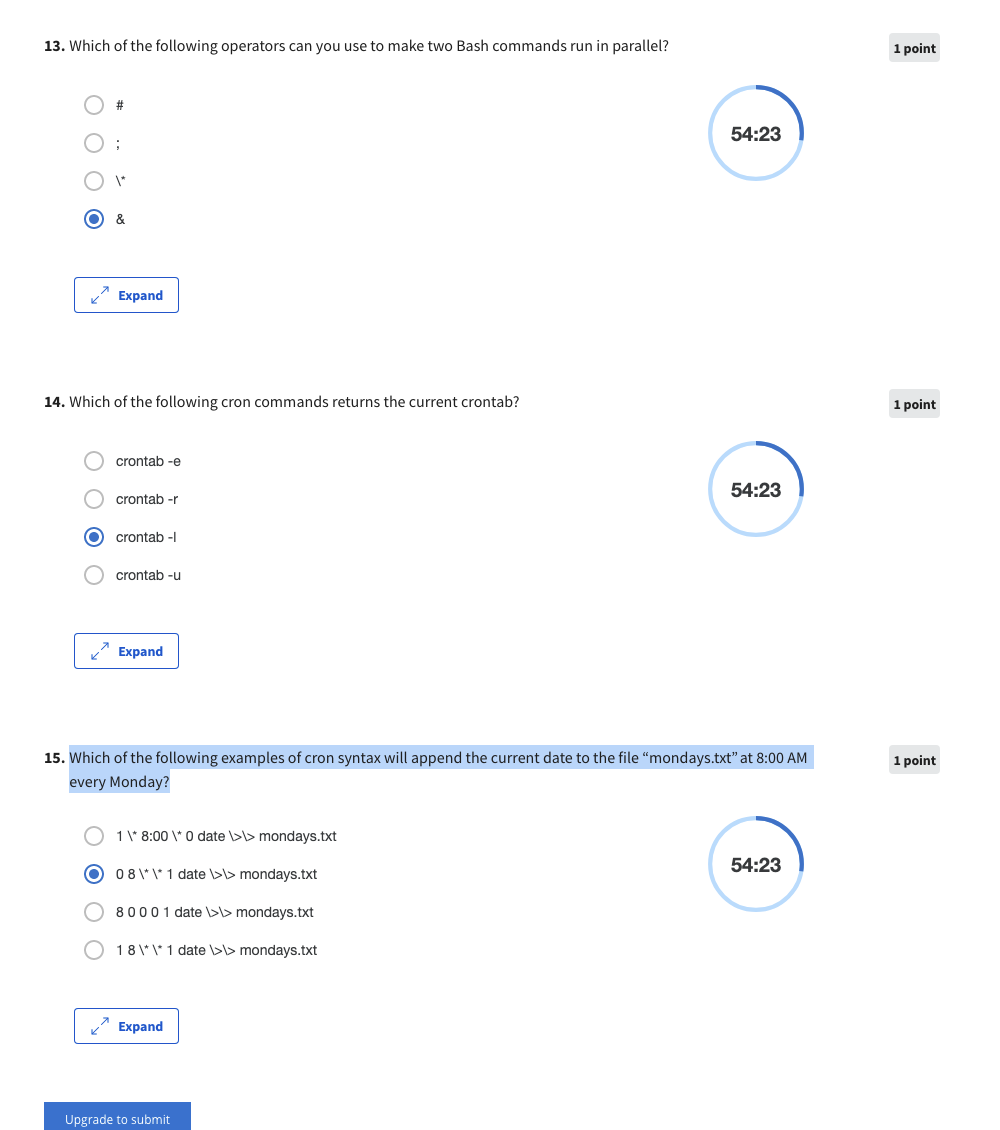 13. Which of the following operators can you use to make two Bash commands run in parallel?
1 point
#
54:23
;
\*
&
Expand
14. Which of the following cron commands returns the current crontab?
1 point
crontab -e
54:23
crontab -r
crontab -l
crontab -u
Expand
15. Which of the following examples of cron syntax will append the current date to the file “mondays.txt” at 8:00 AM
every Monday?
1 point
1 \* 8:00 \* 0 date \>\> mondays.txt
54:23
0 8 \* \* 1 date \>\> mondays.txt
8 0 0 0 1 date \>\> mondays.txt
1 8 \* \* 1 date \>\> mondays.txt
Expand
Upgrade to submit